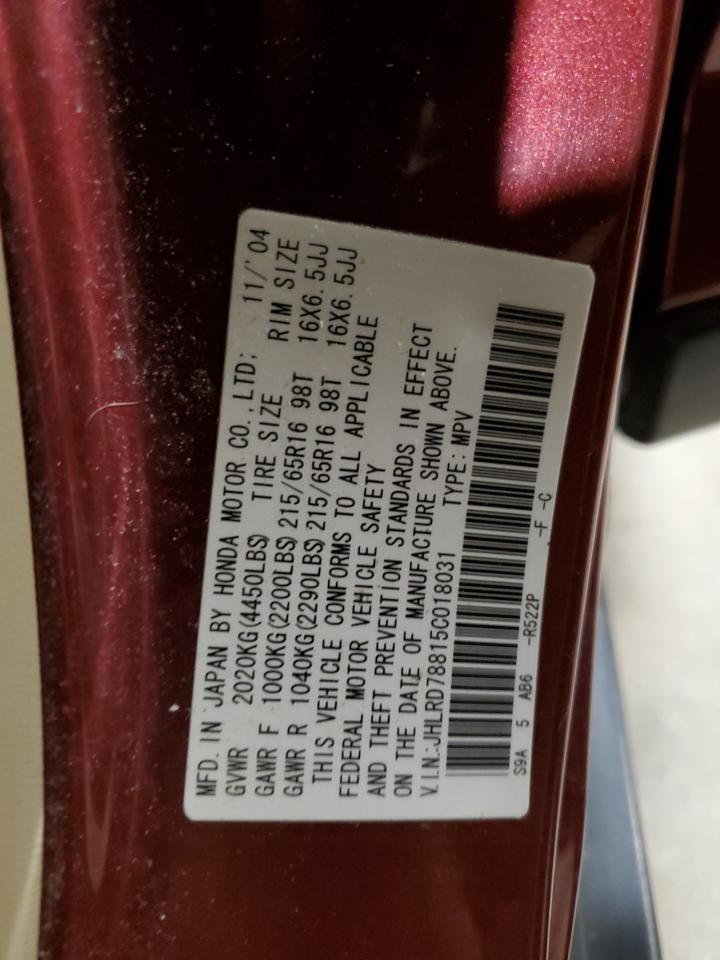 MFD. IN JAPAN BY HONDA MOTOR CO.,LTD; 11/'04
GVWR 2020KG(4450LBS) TIRE SIZE RIM SIZE
GAWR F 1000KG(2200LBS)215/65R16 98T 16X6.5JJ
GAWR R 1040KG(2290LBS)215/65R16 98T 16X6.5JJ
THIS VEHICLE CONFORMS TO ALL APPLICABLE
FEDERAL MOTOR VEHICLE SAFETY
AND THEFT PREVENTION STANDARDS IN EFFECT
ON THE DATE OF MANUFACTURE SHOWN ABOVE.
V.I.N.:JHLRD78815C018031 TYPE: MPV
S9A 5 AB6 -R522P -F -C